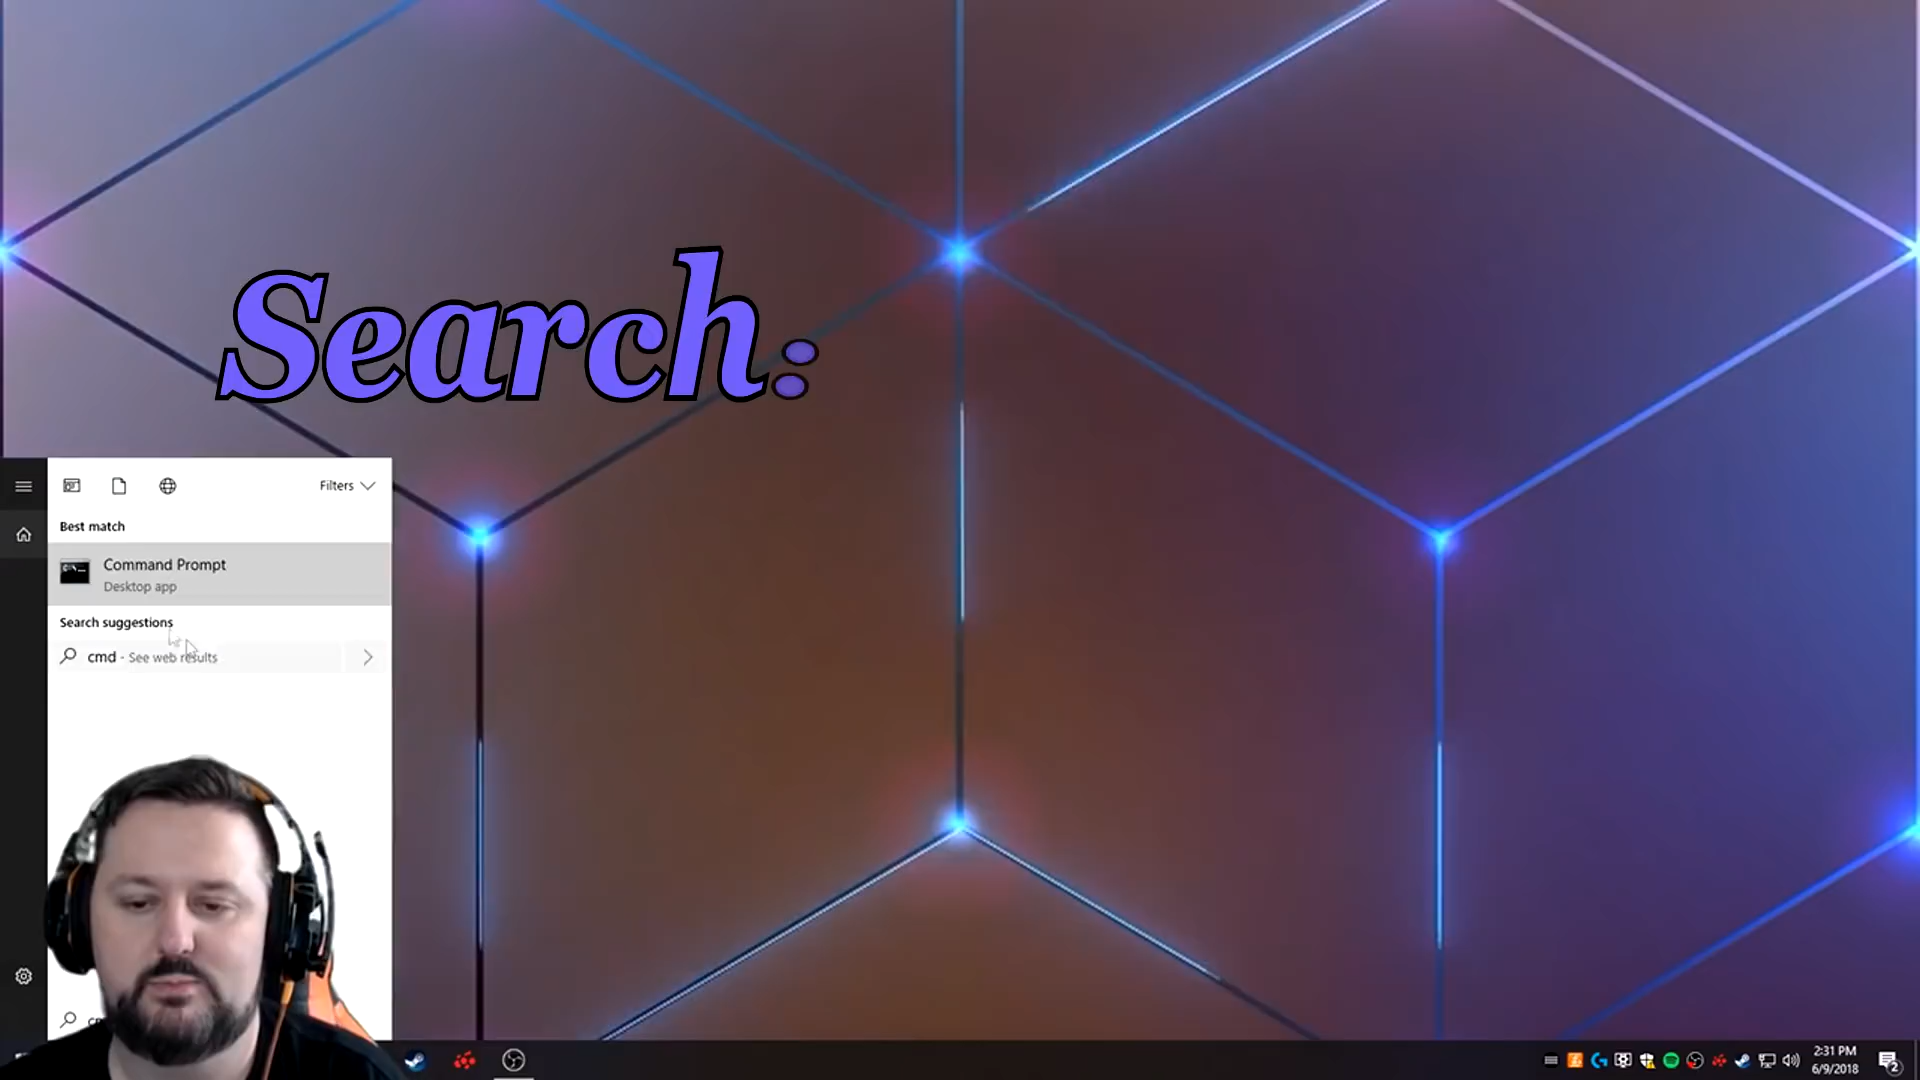 Search:
Filters
Best match
Command Prompt
Desktop app
Search suggestions
cmd - See web results
2:31 PM
6/9/2018
2